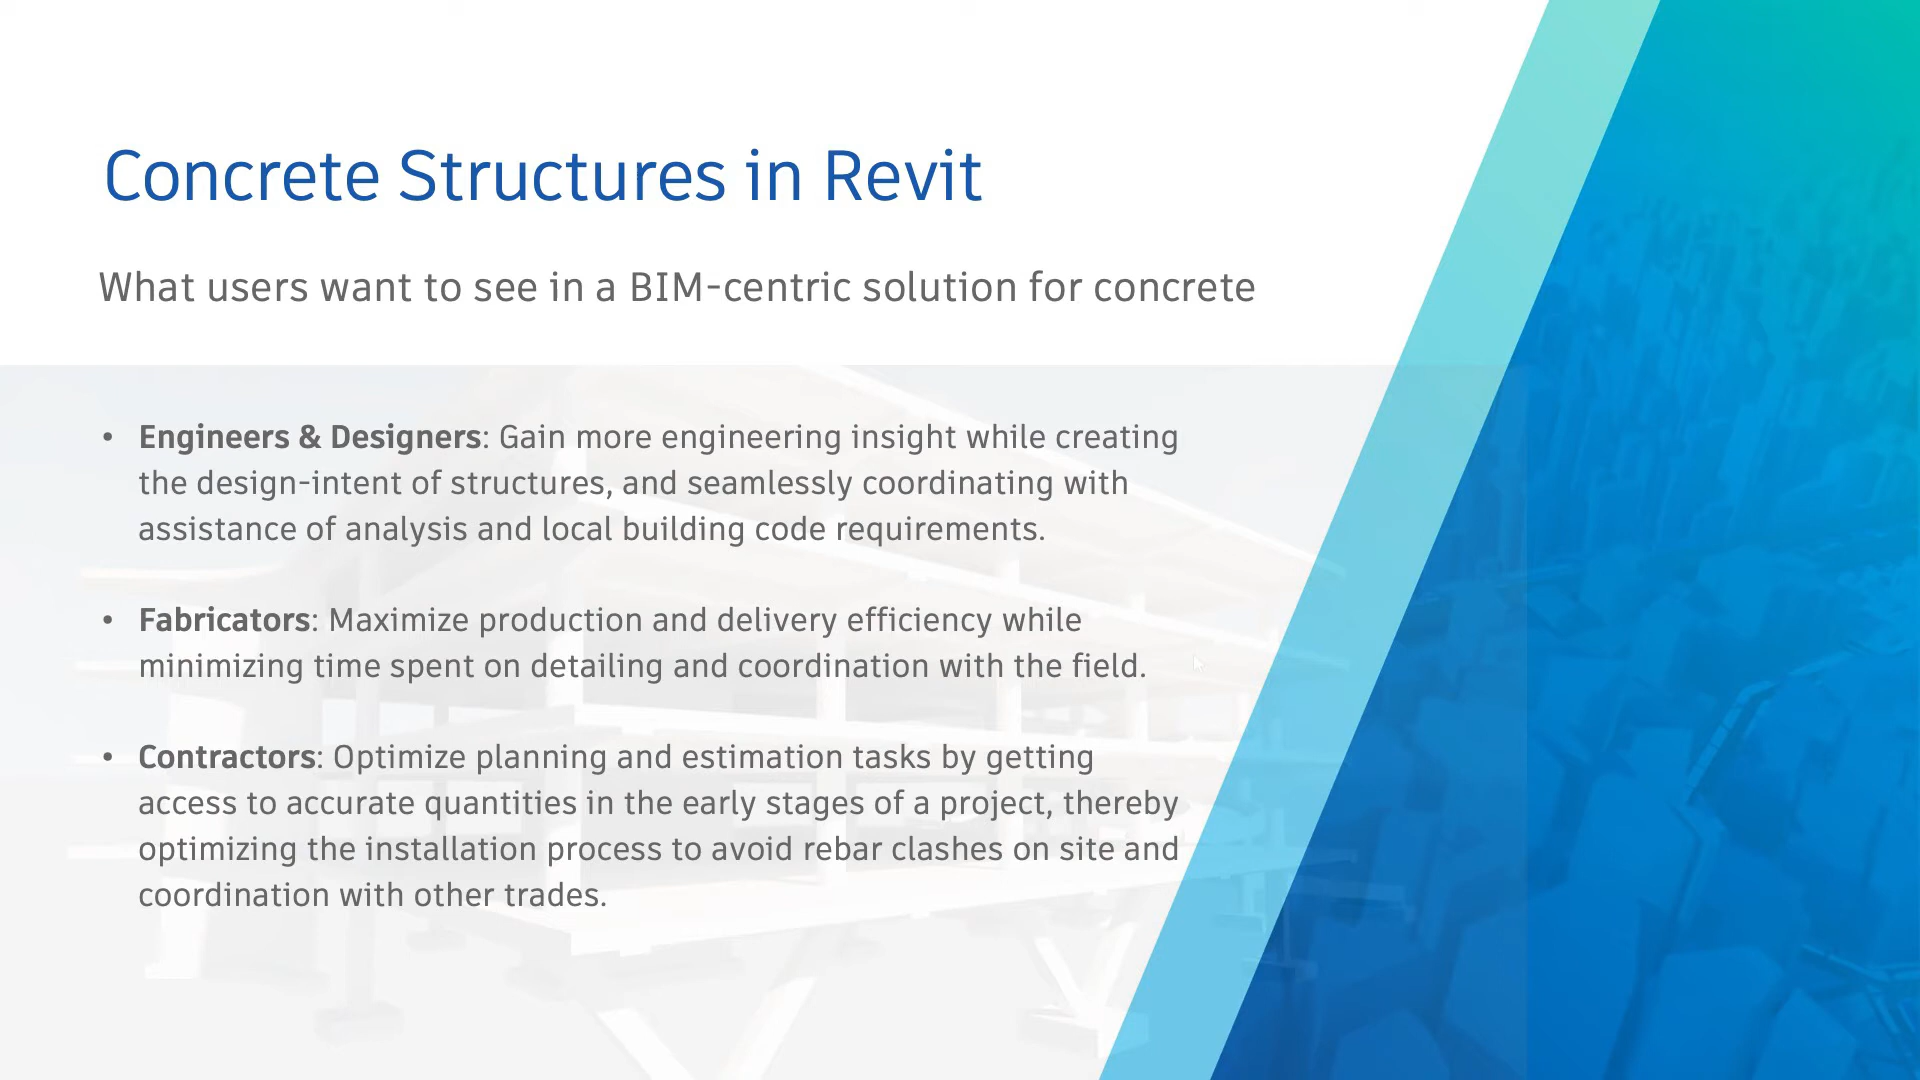 Concrete Structures in Revit
What users want to see in a BIM-centric solution for concrete
• Engineers & Designers: Gain more engineering insight while creating
the design-intent of structures, and seamlessly coordinating with
assistance of analysis and local building code requirements.
• Fabricators: Maximize production and delivery efficiency while
minimizing time spent on detailing and coordination with the field.
• Contractors: Optimize planning and estimation tasks by getting
access to accurate quantities in the early stages of a project, thereby
optimizing the installation process to avoid rebar clashes on site and
coordination with other trades.